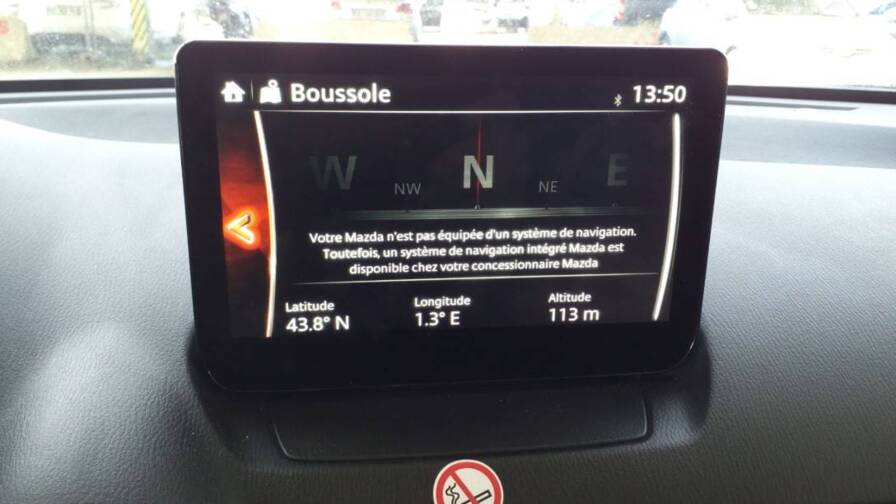 Boussole
13:50
W NW N NE E
Votre Mazda n'est pas équipée d'un système de navigation.
Toutefois, un système de navigation intégré Mazda est
disponible chez votre concessionnaire Mazda
Latitude Longitude Altitude
43.8° N 1.3° E 113 m